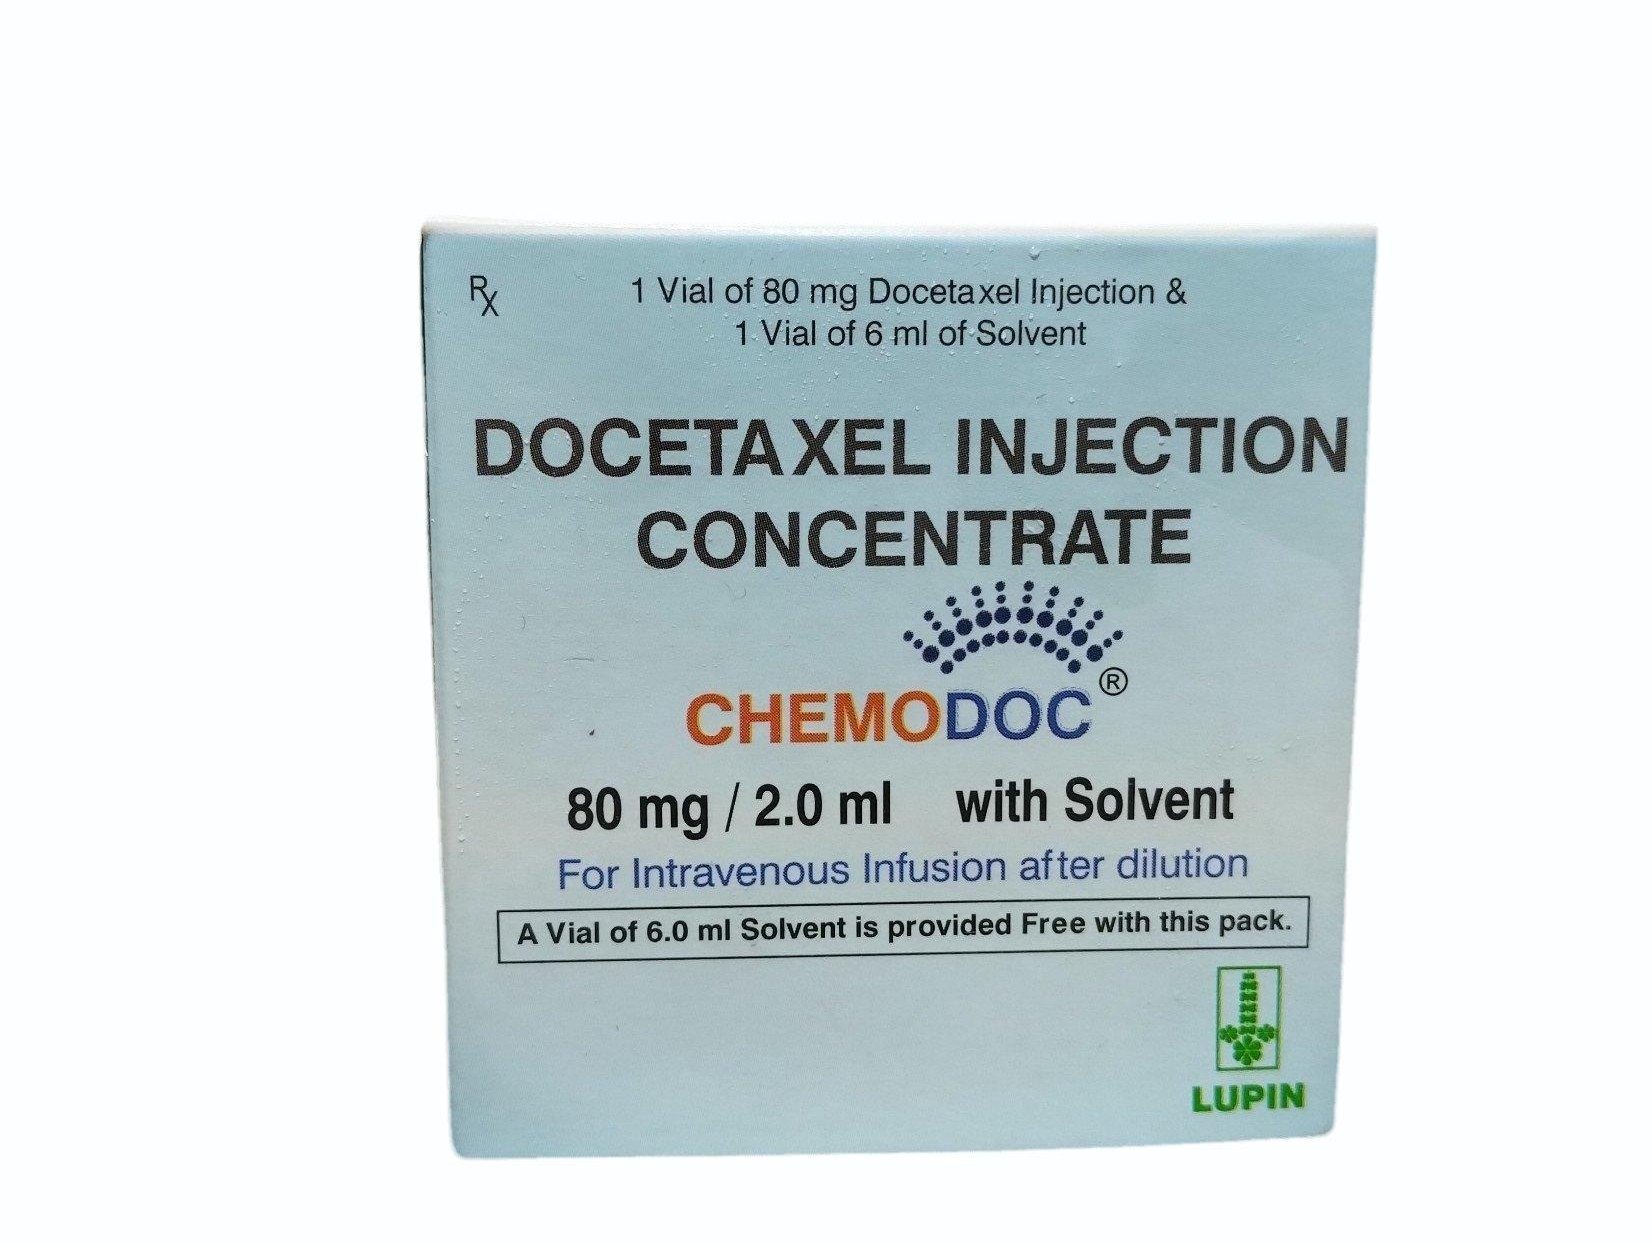 Rx
1 Vial of 80 mg Docetaxel Injection &
1 Vial of 6 ml of Solvent
DOCETAXEL INJECTION
CONCENTRATE
CHEMODOC®
80 mg / 2.0 ml with Solvent
For Intravenous Infusion after dilution
A Vial of 6.0 ml Solvent is provided Free with this pack.
LUPIN